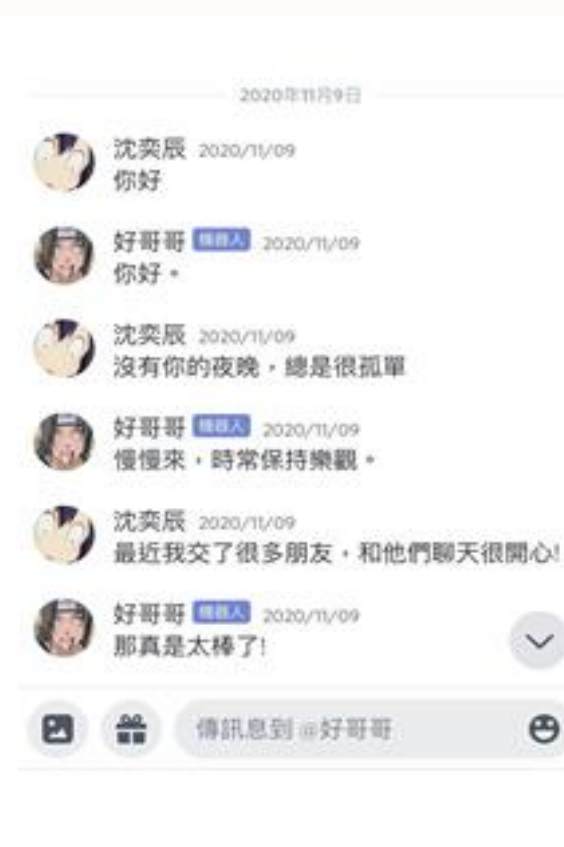 2020年11月9日
沈奕辰 2020/11/09
你好
好哥哥 機器人 2020/11/09
你好。
沈奕辰 2020/11/09
沒有你的夜晚，總是很孤單
好哥哥 機器人 2020/11/09
慢慢來，時常保持樂觀。
沈奕辰 2020/11/09
最近我交了很多朋友，和他們聊天很開心!
好哥哥 機器人 2020/11/09
那真是太棒了!
傳訊息到 @好哥哥